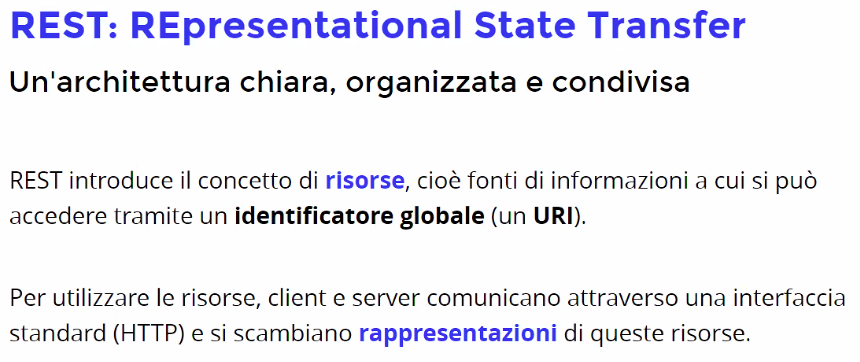 REST: REpresentational State Transfer
Un'architettura chiara, organizzata e condivisa
REST introduce il concetto di risorse, cioè fonti di informazioni a cui si può
accedere tramite un identificatore globale (un URI).
Per utilizzare le risorse, client e server comunicano attraverso una interfaccia
standard (HTTP) e si scambiano rappresentazioni di queste risorse.